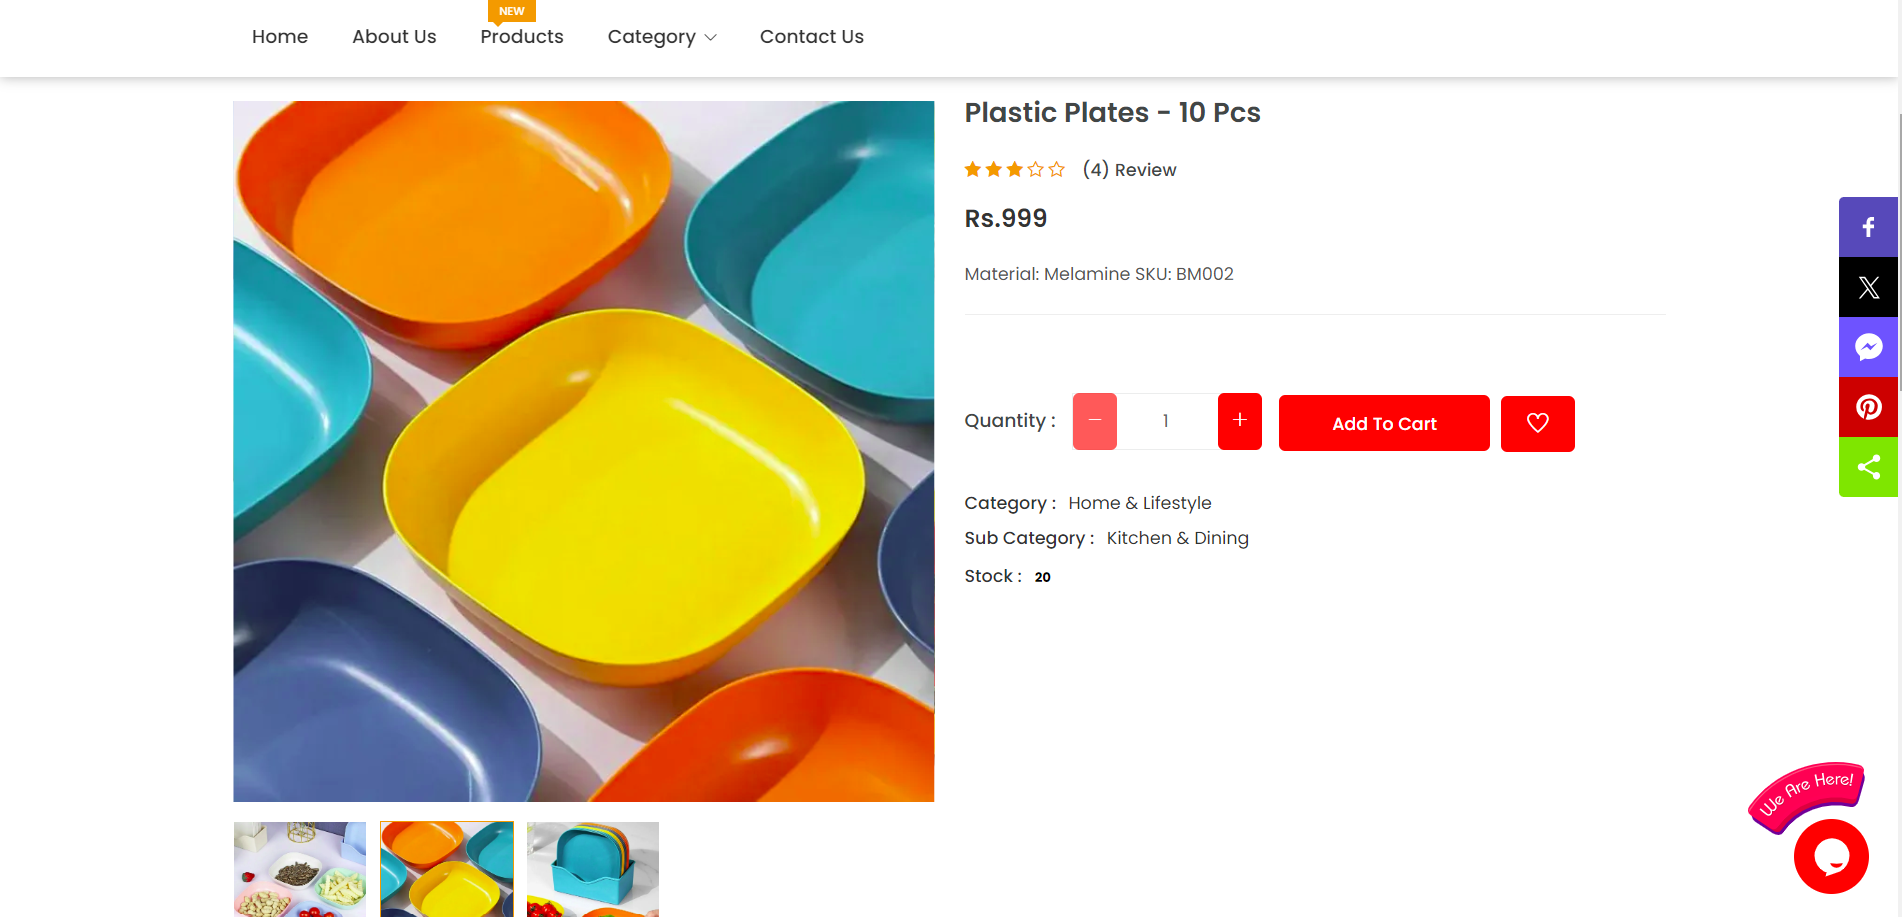 NEW
Home About Us Products Category Contact Us
Plastic Plates - 10 Pcs
(4) Review
Rs.999
Material: Melamine SKU: BM002
Quantity : 1 Add To Cart
Category : Home & Lifestyle
Sub Category : Kitchen & Dining
Stock : 20
We Are Here!